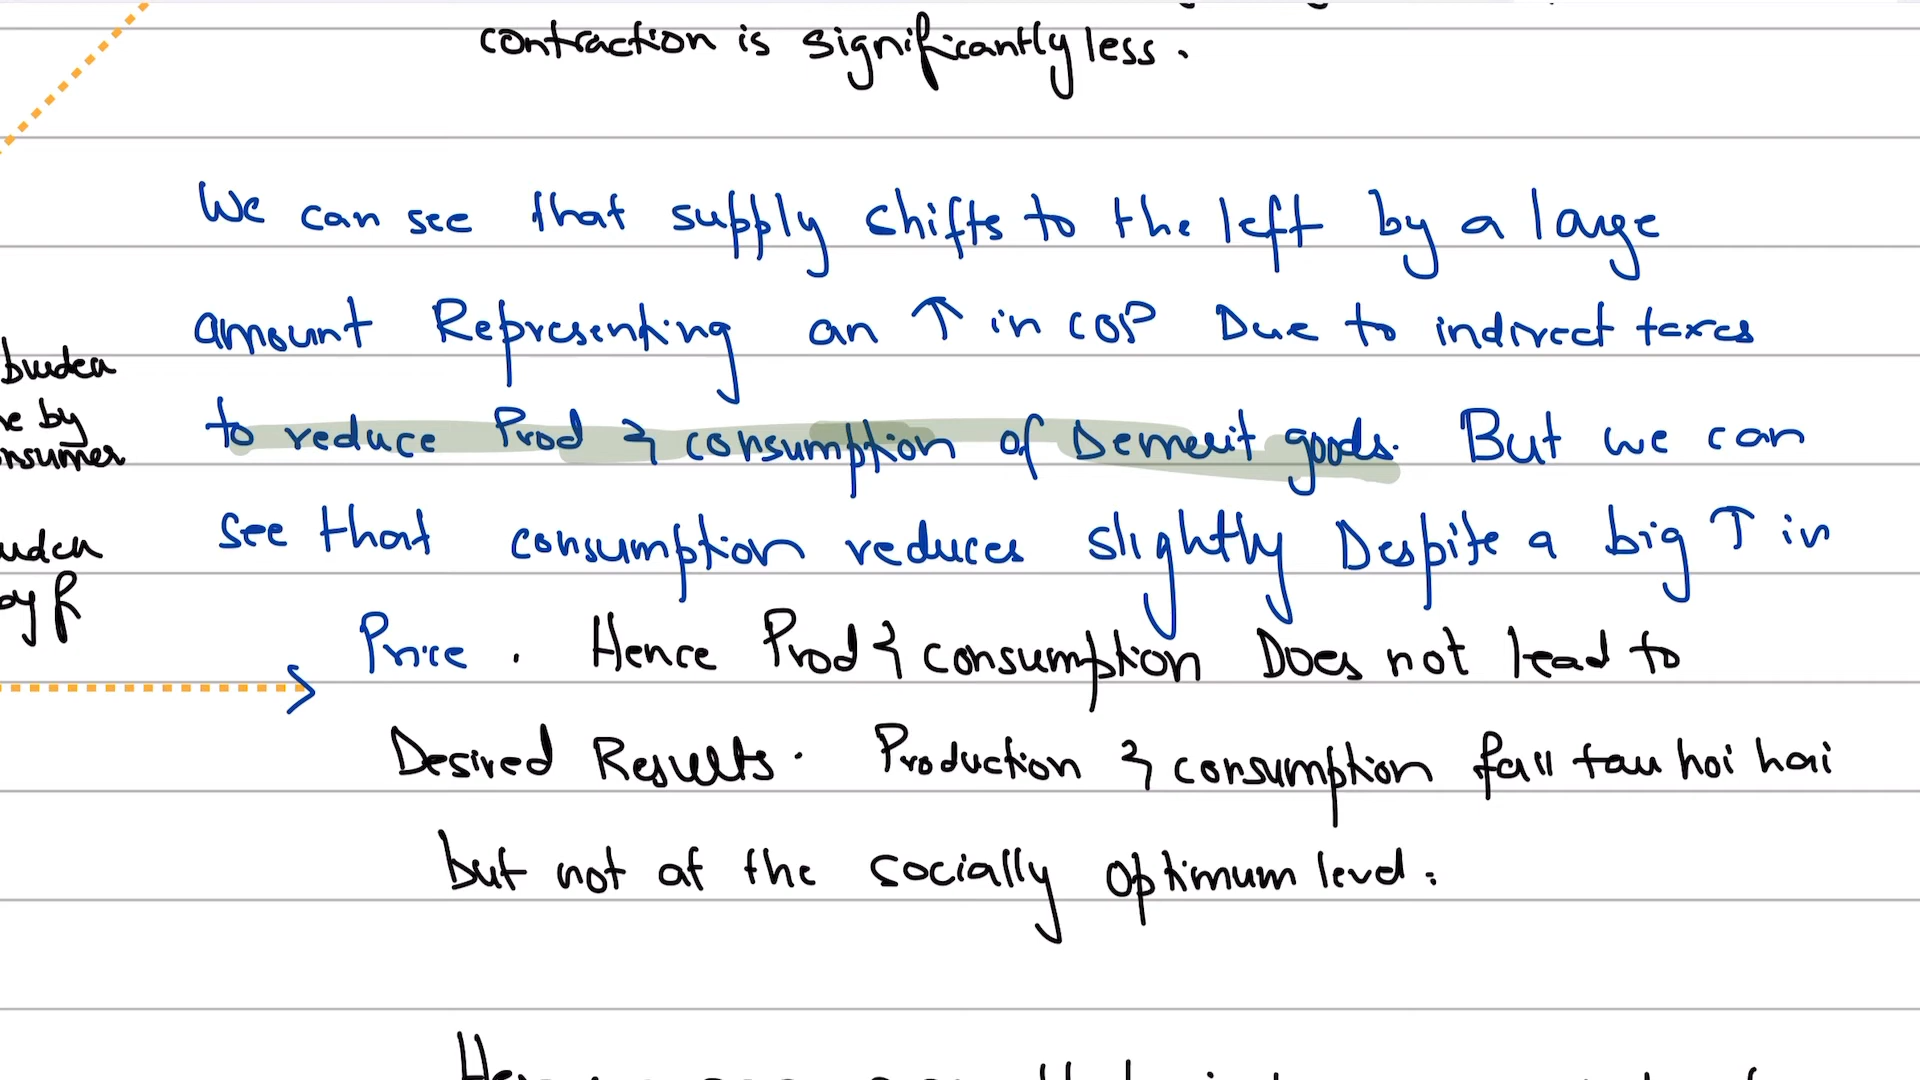 contraction is significantly less.
We can see that supply shifts to the left by a large
amount Representing an ↑ in COP Due to indirect taxes
to reduce Prod & consumption of Demerit goods. But we can
see that consumption reduces slightly Despite a big ↑ in
Price. Hence Prod & consumption Does not lead to
Desired Results. Production & consumption fall tau hoi hai
but not at the socially optimum level.
burden
by